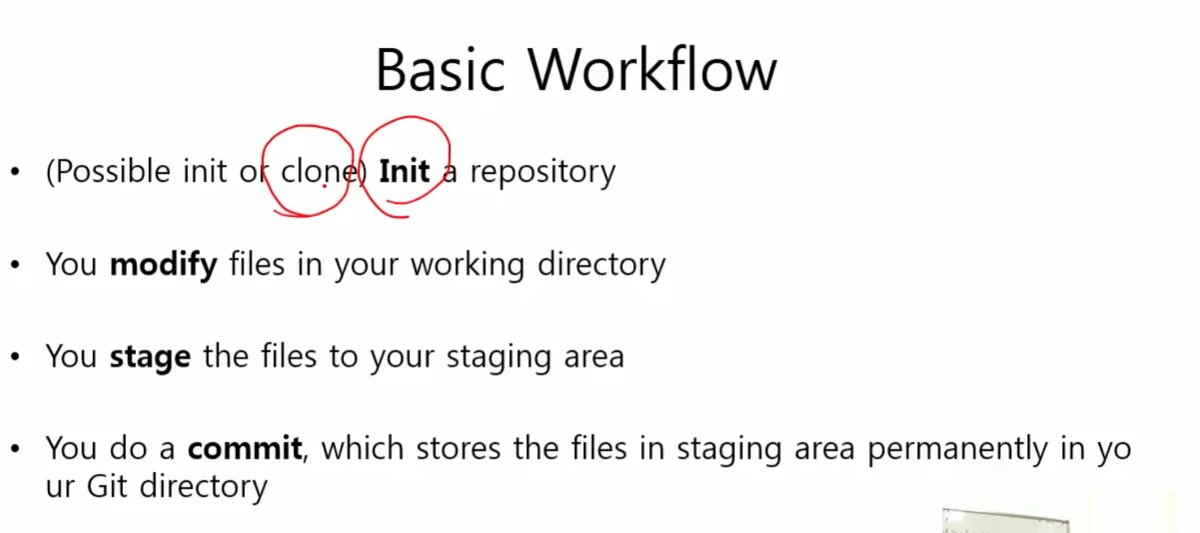 Basic Workflow
• (Possible init or clone) Init a repository
• You modify files in your working directory
• You stage the files to your staging area
• You do a commit, which stores the files in staging area permanently in yo
ur Git directory